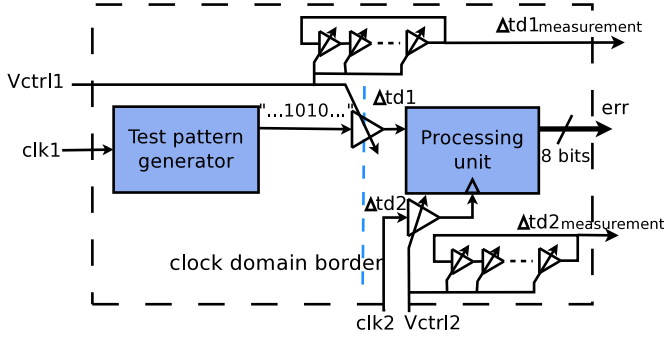 Δtd1measurement
Vctrl1
"...1010..."
Δtd1
clk1
Test pattern
generator
Processing
unit
err
8 bits
Δtd2
Δtd2measurement
clock domain border
clk2
Vctrl2